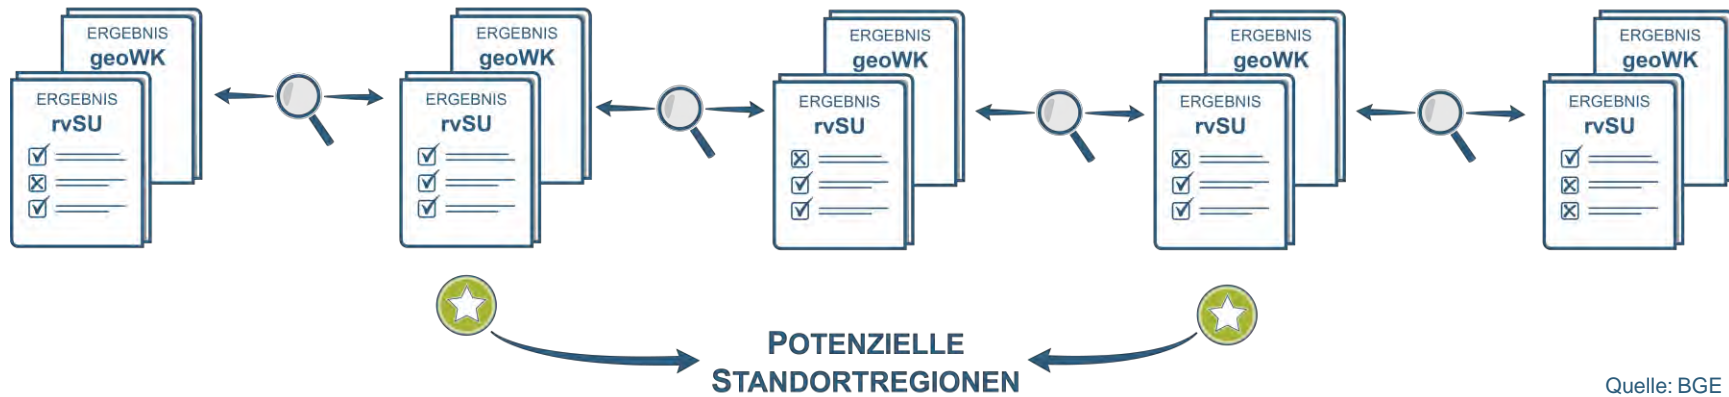 ERGEBNIS
geoWK
ERGEBNIS
rvSU
ERGEBNIS
geoWK
ERGEBNIS
rvSU
ERGEBNIS
geoWK
ERGEBNIS
rvSU
ERGEBNIS
geoWK
ERGEBNIS
rvSU
ERGEBNIS
geoWK
ERGEBNIS
rvSU
POTENZIELLE
STANDORTREGIONEN
Quelle: BGE